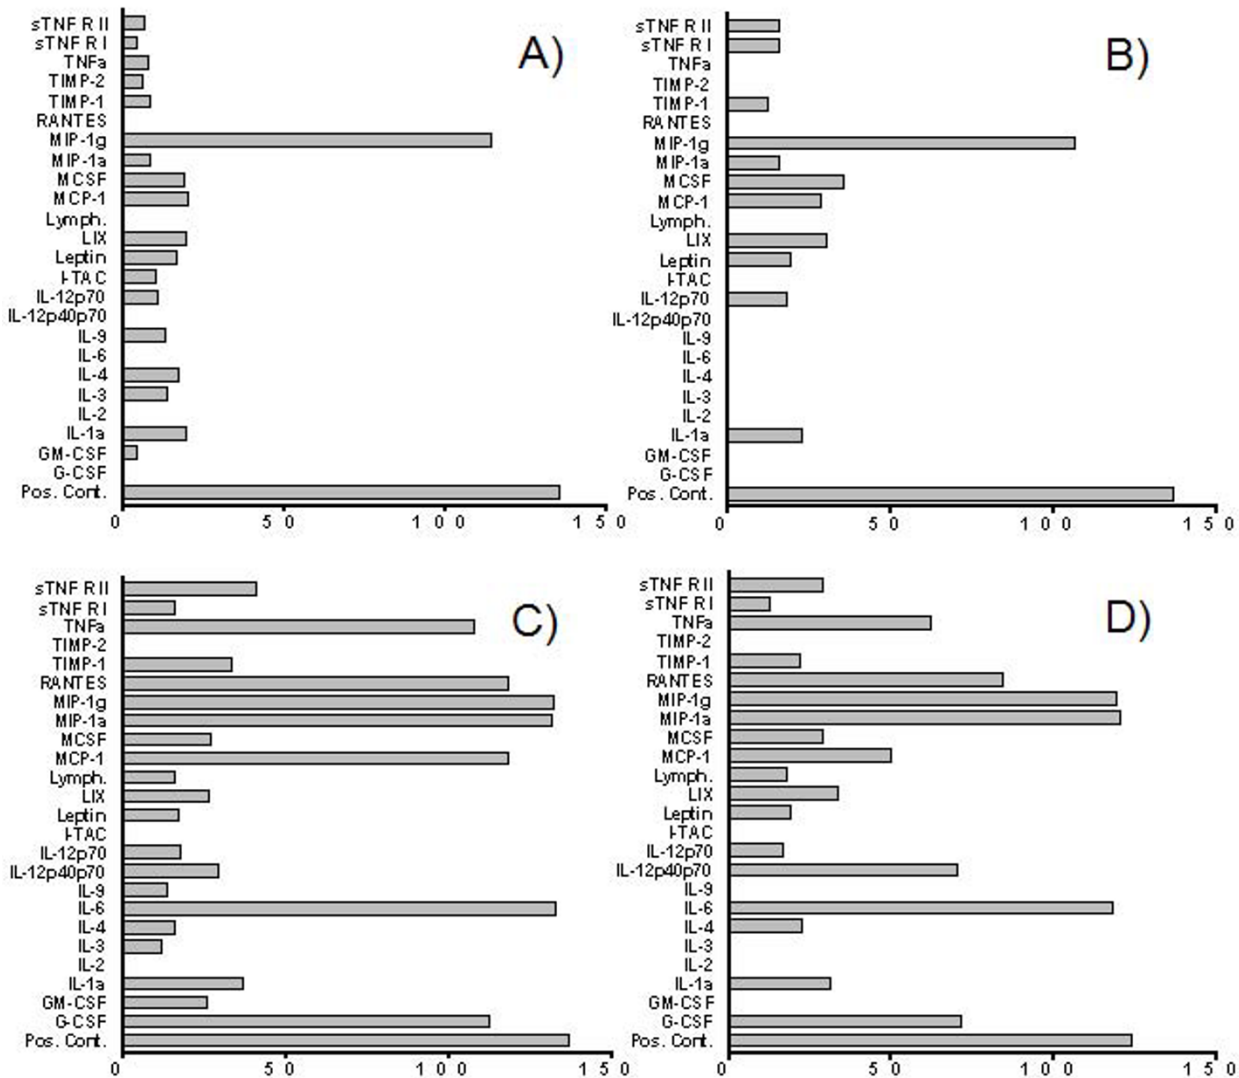 A)
sTNF R II
sTNF R I
TNFa
TIMP-2
TIMP-1
RANTES
MIP-1g
MIP-1a
MCSF
MCP-1
Lymph.
LIX
Leptin
I-TAC
IL-12p70
IL-12p40p70
IL-9
IL-6
IL-4
IL-3
IL-2
IL-1a
GM-CSF
G-CSF
Pos. Cont.
0 50 100 150
B)
sTNF R II
sTNF R I
TNFa
TIMP-2
TIMP-1
RANTES
MIP-1g
MIP-1a
MCSF
MCP-1
Lymph.
LIX
Leptin
I-TAC
IL-12p70
IL-12p40p70
IL-9
IL-6
IL-4
IL-3
IL-2
IL-1a
GM-CSF
G-CSF
Pos. Cont.
0 50 100 150
C)
sTNF R II
sTNF R I
TNFa
TIMP-2
TIMP-1
RANTES
MIP-1g
MIP-1a
MCSF
MCP-1
Lymph.
LIX
Leptin
I-TAC
IL-12p70
IL-12p40p70
IL-9
IL-6
IL-4
IL-3
IL-2
IL-1a
GM-CSF
G-CSF
Pos. Cont.
0 50 100 150
D)
sTNF R II
sTNF R I
TNFa
TIMP-2
TIMP-1
RANTES
MIP-1g
MIP-1a
MCSF
MCP-1
Lymph.
LIX
Leptin
I-TAC
IL-12p70
IL-12p40p70
IL-9
IL-6
IL-4
IL-3
IL-2
IL-1a
GM-CSF
G-CSF
Pos. Cont.
0 50 100 150